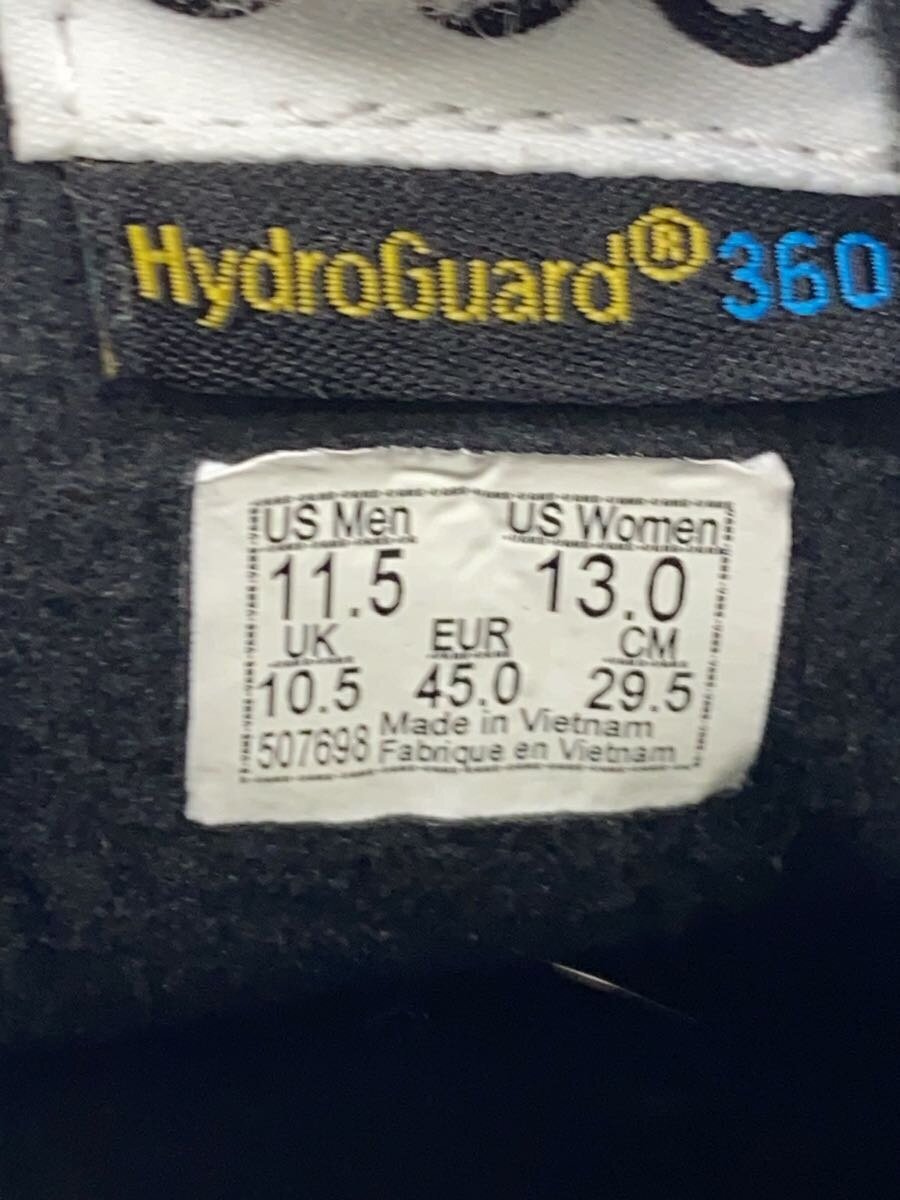 HydroGuard® 360
US Men US Women
11.5 13.0
UK EUR CM
10.5 45.0 29.5
507698 Made in Vietnam
Fabrique en Vietnam